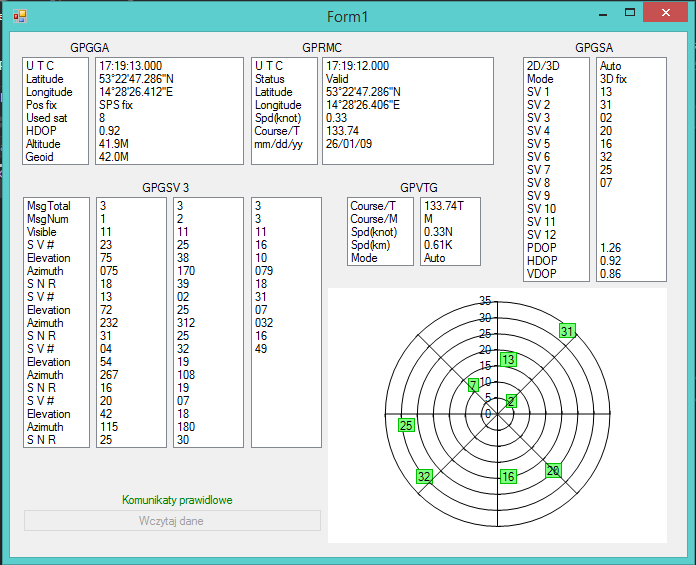 Form1
GPGGA
U T C 17:19:13.000
Latitude 53°22'47.286"N
Longitude 14°28'26.412"E
Pos fix SPS fix
Used sat 8
HDOP 0.92
Altitude 41.9M
Geoid 42.0M
GPRMC
U T C 17:19:12.000
Status Valid
Latitude 53°22'47.286"N
Longitude 14°28'26.406"E
Spd(knot) 0.33
Course/T 133.74
mm/dd/yy 26/01/09
GPGSA
2D/3D Auto
Mode 3D fix
SV 1 13
SV 2 31
SV 3 02
SV 4 20
SV 5 16
SV 6 32
SV 7 25
SV 8 07
SV 9
SV 10
SV 11
SV 12
PDOP 1.26
HDOP 0.92
VDOP 0.86
GPGSV 3
MsgTotal 3 3 3
MsgNum 1 2 3
Visible 11 11 11
S V # 23 25 16
Elevation 75 38 10
Azimuth 075 170 079
S N R 18 39 18
S V # 13 02 31
Elevation 72 25 07
Azimuth 232 312 032
S N R 31 25 16
S V # 04 32 49
Elevation 54 19
Azimuth 267 108
S N R 16 19
S V # 20 07
Elevation 42 18
Azimuth 115 180
S N R 25 30
GPVTG
Course/T 133.74T
Course/M M
Spd(knot) 0.33N
Spd(km) 0.61K
Mode Auto
35
30
31
25
20
13
15
10
7
5
2
0
25
32
16
20
Komunikaty prawidlowe
Wczytaj dane